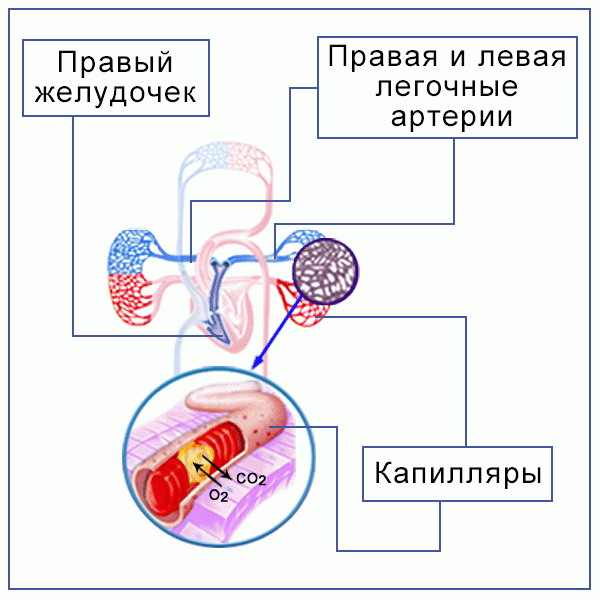 Правый
желудочек
Правая и левая
легочные
артерии
Капилляры
CO2
O2